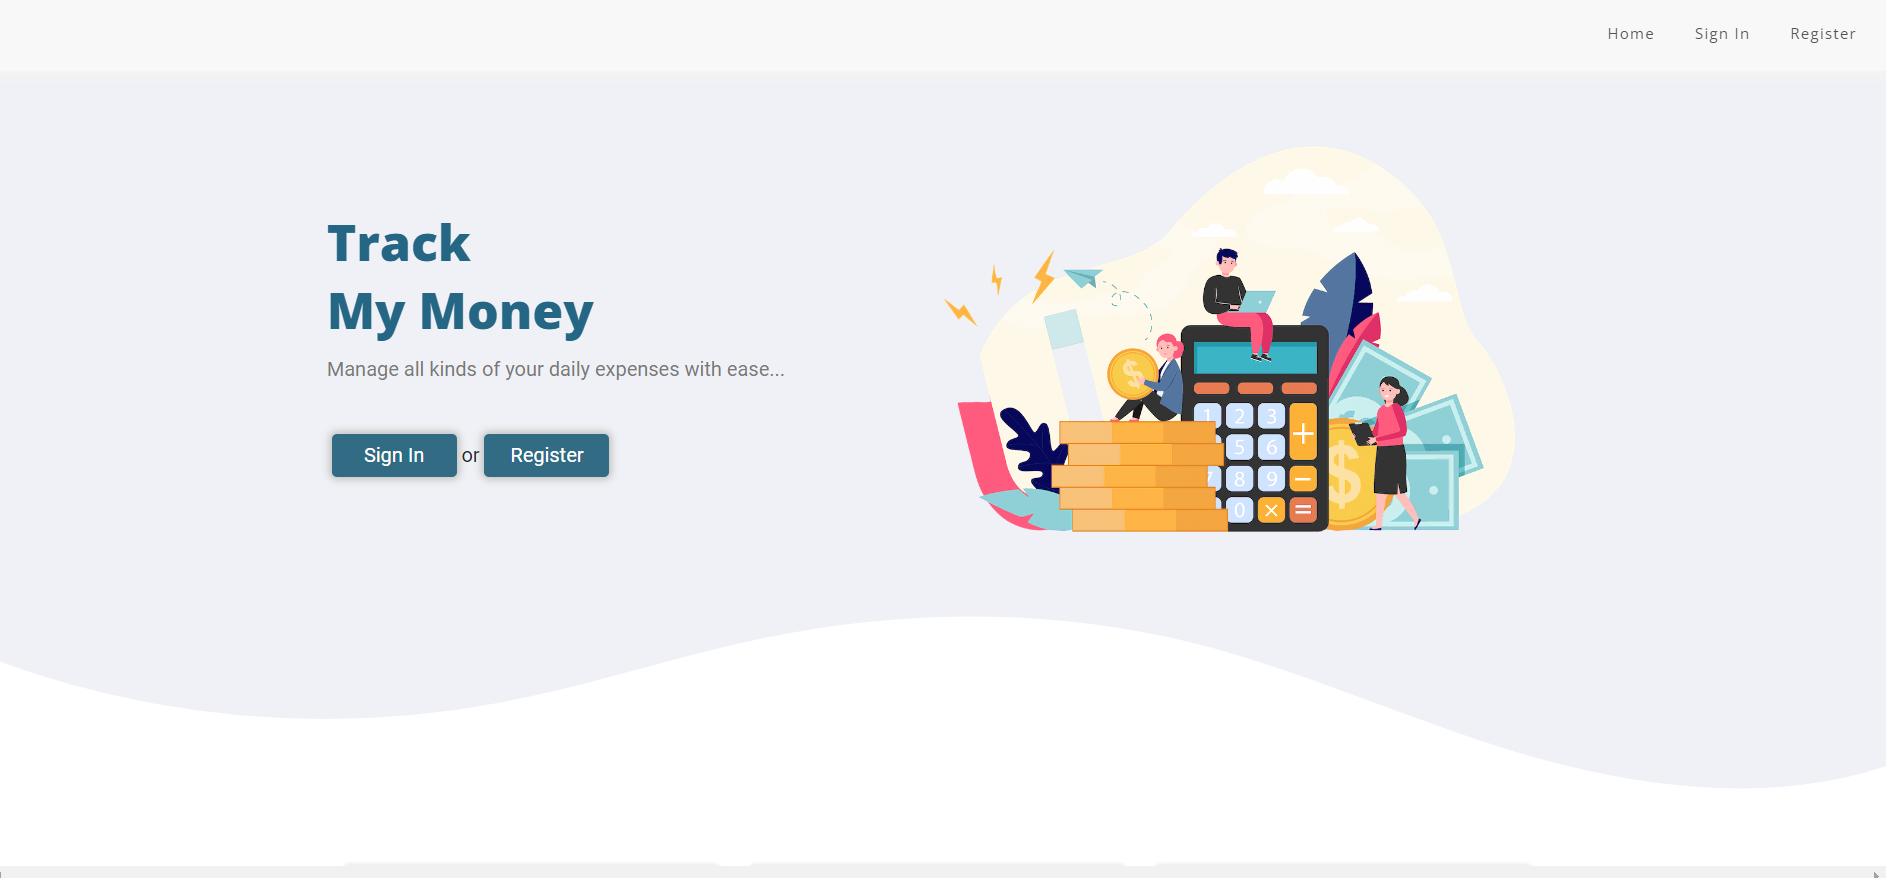 Home Sign In Register
Track
My Money
Manage all kinds of your daily expenses with ease...
Sign In or Register
$
1 2 3 +
5 6
7 8 9 −
0 × =
$